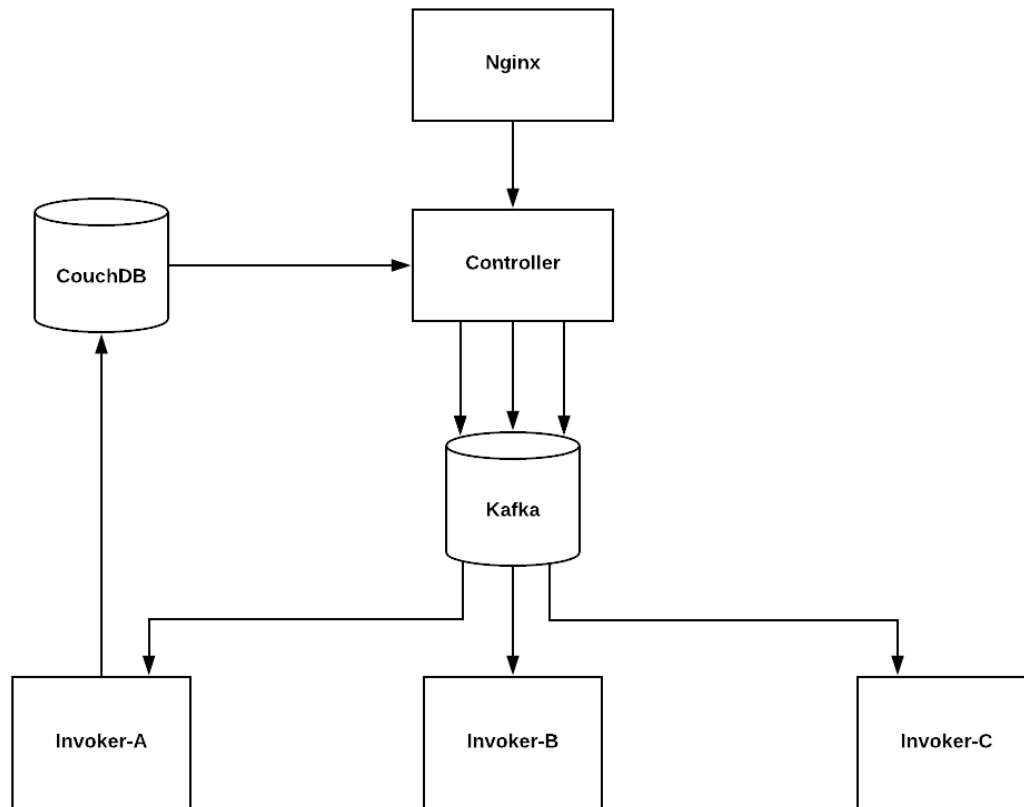 Nginx
CouchDB
Controller
Kafka
Invoker-A
Invoker-B
Invoker-C